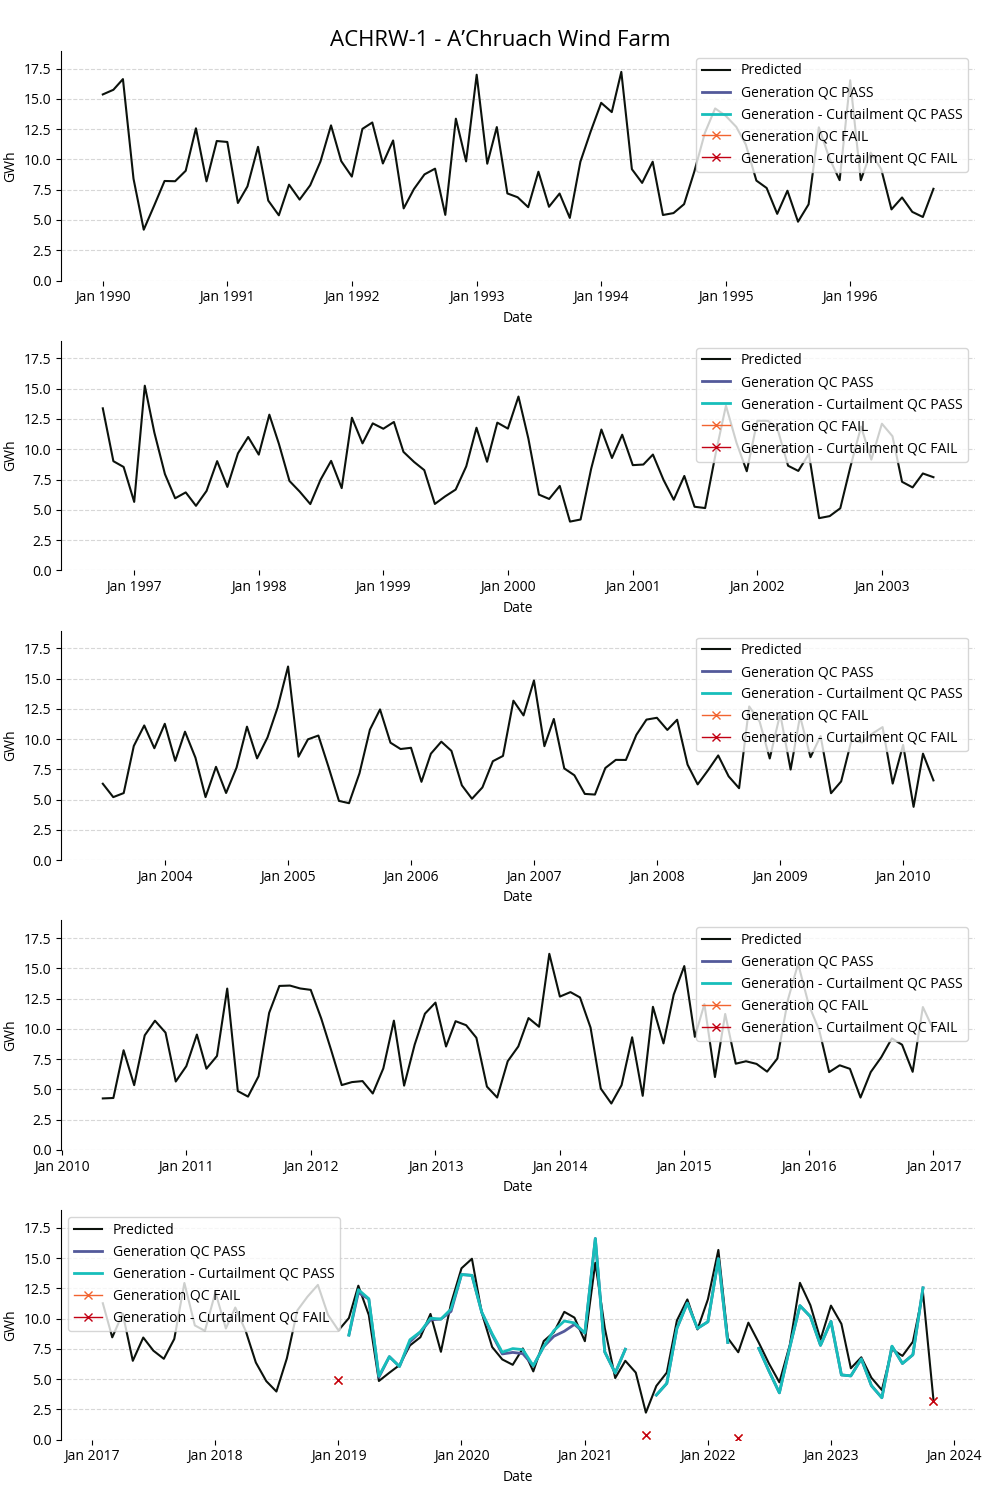 ACHRW-1 - A’Chruach Wind Farm
17.5
15.0
12.5
10.0
7.5
5.0
2.5
0.0
GWh
Predicted
Generation QC PASS
Generation - Curtailment QC PASS
Generation QC FAIL
Generation - Curtailment QC FAIL
Jan 1990 Jan 1991 Jan 1992 Jan 1993 Jan 1994 Jan 1995 Jan 1996
Date
17.5
15.0
12.5
10.0
7.5
5.0
2.5
0.0
GWh
Predicted
Generation QC PASS
Generation - Curtailment QC PASS
Generation QC FAIL
Generation - Curtailment QC FAIL
Jan 1997 Jan 1998 Jan 1999 Jan 2000 Jan 2001 Jan 2002 Jan 2003
Date
17.5
15.0
12.5
10.0
7.5
5.0
2.5
0.0
GWh
Predicted
Generation QC PASS
Generation - Curtailment QC PASS
Generation QC FAIL
Generation - Curtailment QC FAIL
Jan 2004 Jan 2005 Jan 2006 Jan 2007 Jan 2008 Jan 2009 Jan 2010
Date
17.5
15.0
12.5
10.0
7.5
5.0
2.5
0.0
GWh
Predicted
Generation QC PASS
Generation - Curtailment QC PASS
Generation QC FAIL
Generation - Curtailment QC FAIL
Jan 2010 Jan 2011 Jan 2012 Jan 2013 Jan 2014 Jan 2015 Jan 2016 Jan 2017
Date
17.5
15.0
12.5
10.0
7.5
5.0
2.5
0.0
GWh
Predicted
Generation QC PASS
Generation - Curtailment QC PASS
Generation QC FAIL
Generation - Curtailment QC FAIL
Jan 2017 Jan 2018 Jan 2019 Jan 2020 Jan 2021 Jan 2022 Jan 2023 Jan 2024
Date